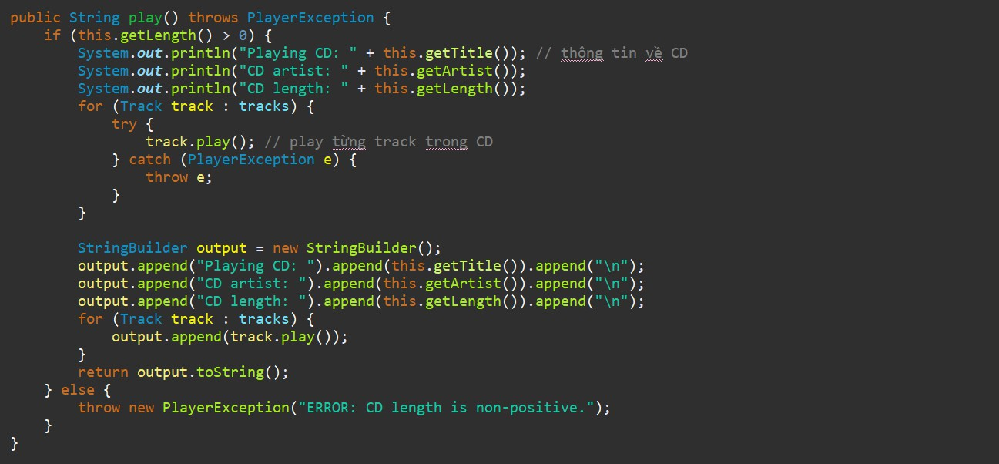 public String play() throws PlayerException {
    if (this.getLength() > 0) {
        System.out.println("Playing CD: " + this.getTitle()); // thông tin về CD
        System.out.println("CD artist: " + this.getArtist());
        System.out.println("CD length: " + this.getLength());
        for (Track track : tracks) {
            try {
                track.play(); // play từng track trong CD
            } catch (PlayerException e) {
                throw e;
            }
        }

        StringBuilder output = new StringBuilder();
        output.append("Playing CD: ").append(this.getTitle()).append("\n");
        output.append("CD artist: ").append(this.getArtist()).append("\n");
        output.append("CD length: ").append(this.getLength()).append("\n");
        for (Track track : tracks) {
            output.append(track.play());
        }
        return output.toString();
    } else {
        throw new PlayerException("ERROR: CD length is non-positive.");
    }
}